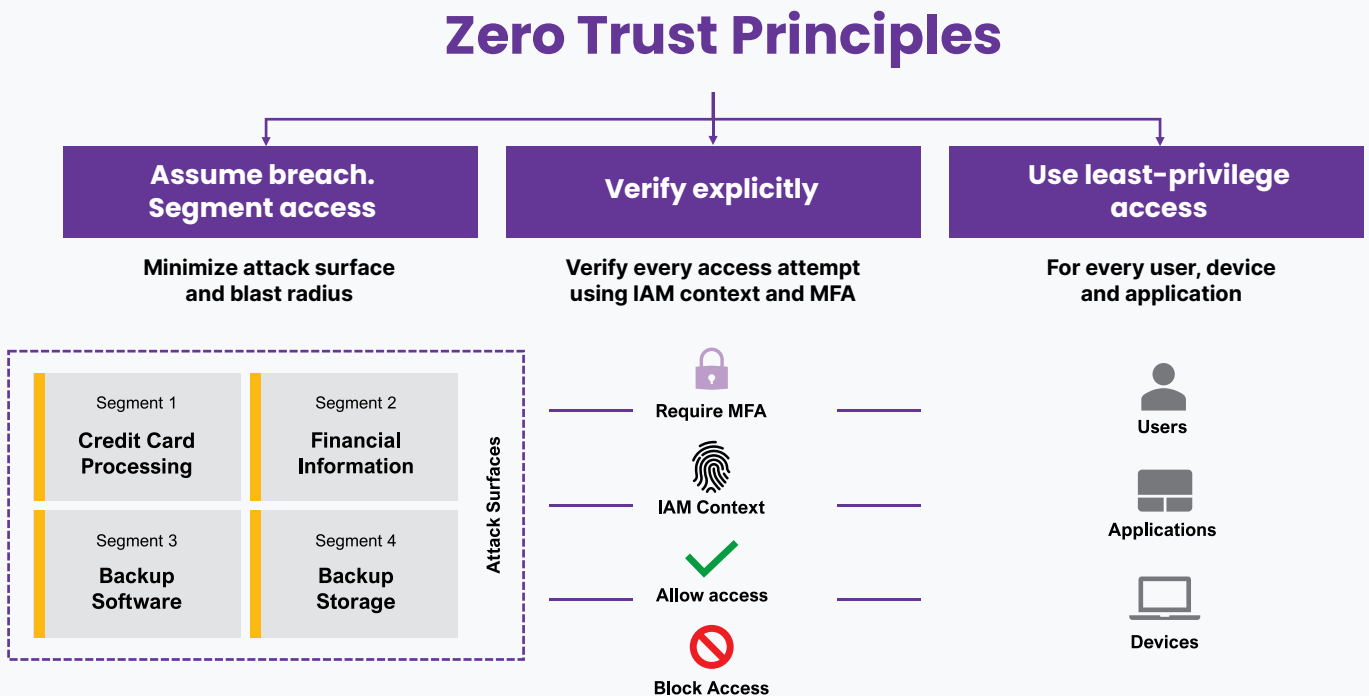 Zero Trust Principles
Assume breach.
Segment access
Minimize attack surface
and blast radius
Segment 1
Credit Card
Processing
Segment 2
Financial
Information
Segment 3
Backup
Software
Segment 4
Backup
Storage
Attack Surfaces
Verify explicitly
Verify every access attempt
using IAM context and MFA
Require MFA
IAM Context
Allow access
Block Access
Use least-privilege
access
For every user, device
and application
Users
Applications
Devices